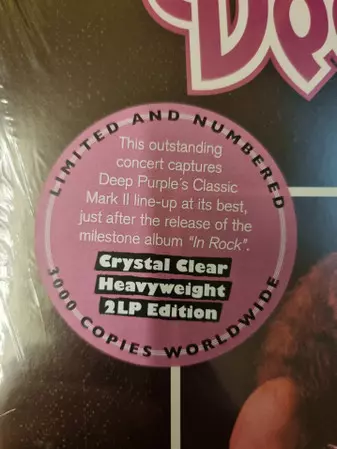 LIMITED AND NUMBERED
This outstanding
concert captures
Deep Purple's Classic
Mark II line-up at its best,
just after the release of the
milestone album "In Rock".
Crystal Clear
Heavyweight
2LP Edition
3000 COPIES WORLDWIDE